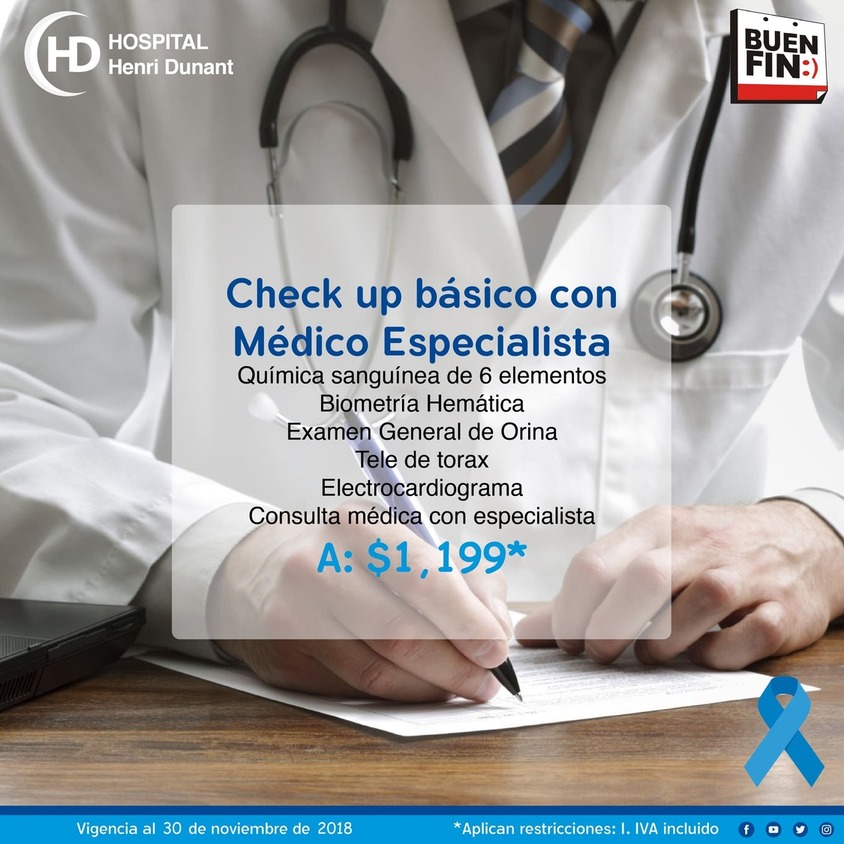 HD HOSPITAL
Henri Dunant
BUEN
FIN:)
Check up básico con
Médico Especialista
Química sanguínea de 6 elementos
Biometría Hemática
Examen General de Orina
Tele de torax
Electrocardiograma
Consulta médica con especialista
A: $1,199*
Vigencia al 30 de noviembre de 2018
*Aplican restricciones: I. IVA incluido